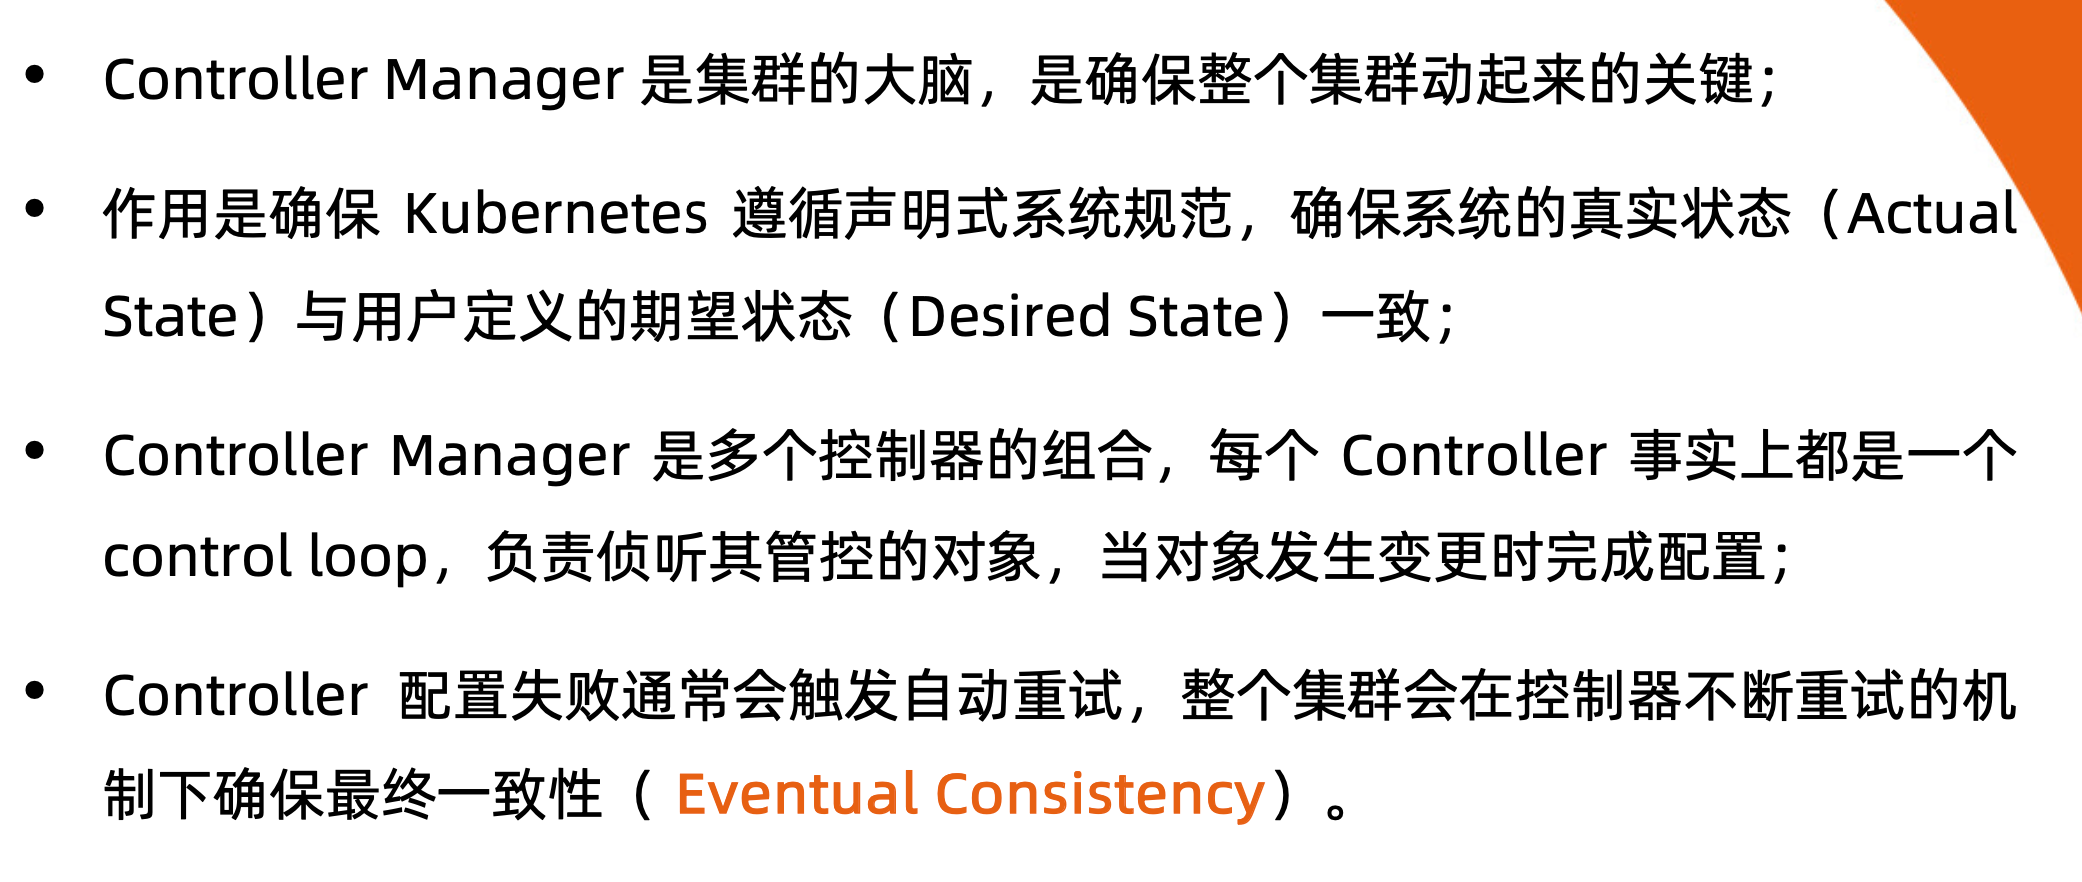 • Controller Manager 是集群的大脑，是确保整个集群动起来的关键；
• 作用是确保 Kubernetes 遵循声明式系统规范，确保系统的真实状态（Actual
State）与用户定义的期望状态（Desired State）一致；
• Controller Manager 是多个控制器的组合，每个 Controller 事实上都是一个
control loop，负责侦听其管控的对象，当对象发生变更时完成配置；
• Controller 配置失败通常会触发自动重试，整个集群会在控制器不断重试的机
制下确保最终一致性（ Eventual Consistency）。